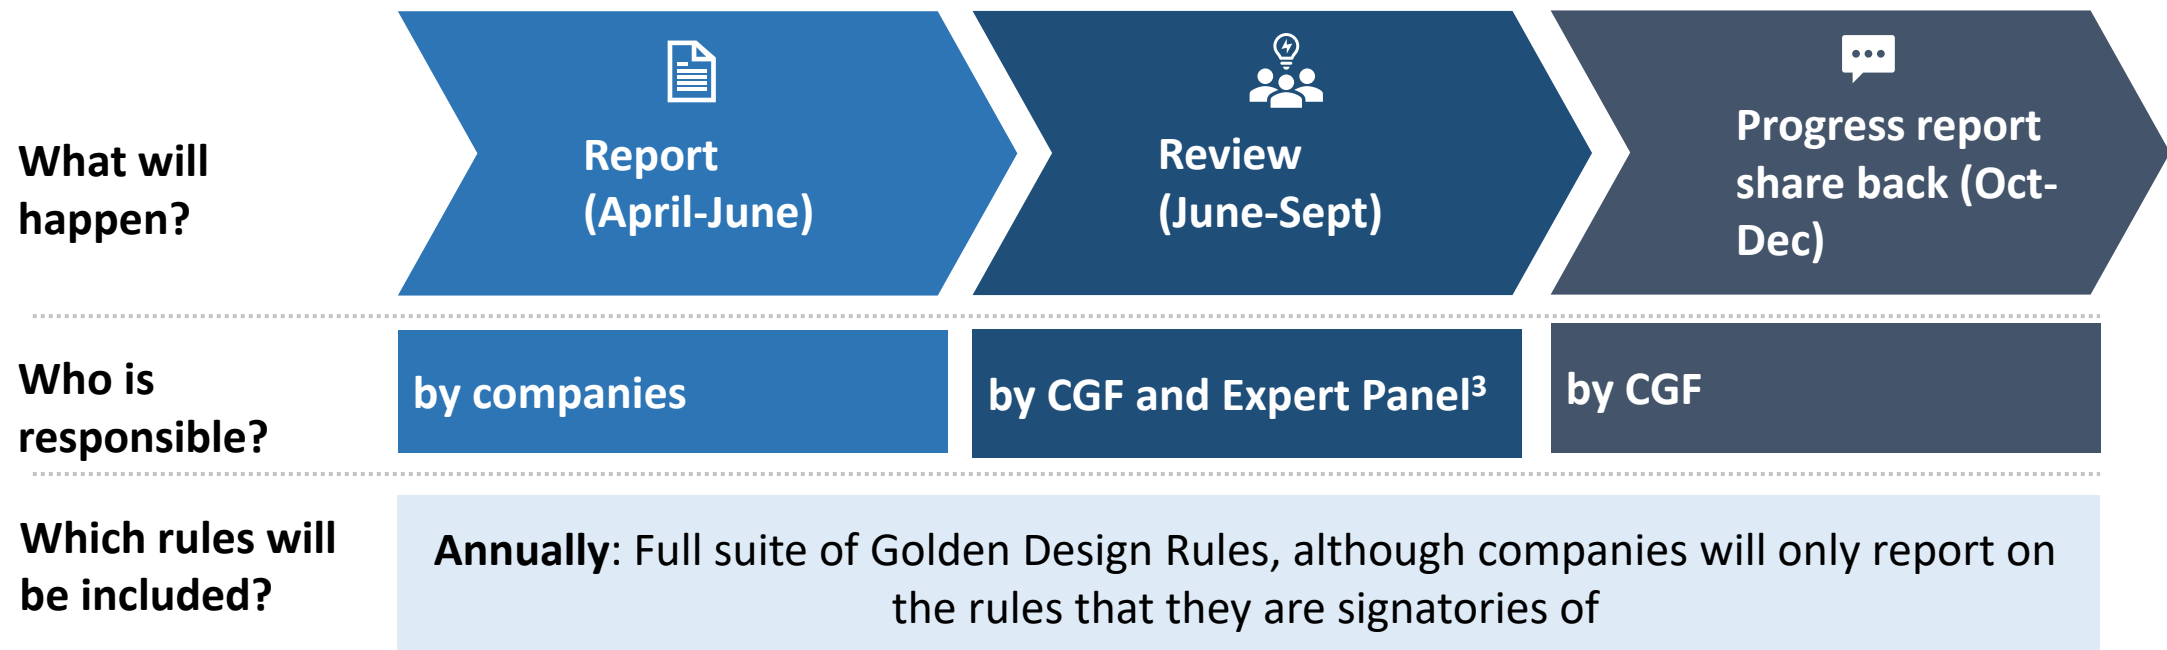 What will
happen?
Report
(April-June)
Review
(June-Sept)
Progress report
share back (Oct-
Dec)
Who is
responsible?
by companies
by CGF and Expert Panel³
by CGF
Which rules will
be included?
Annually: Full suite of Golden Design Rules, although companies will only report on
the rules that they are signatories of